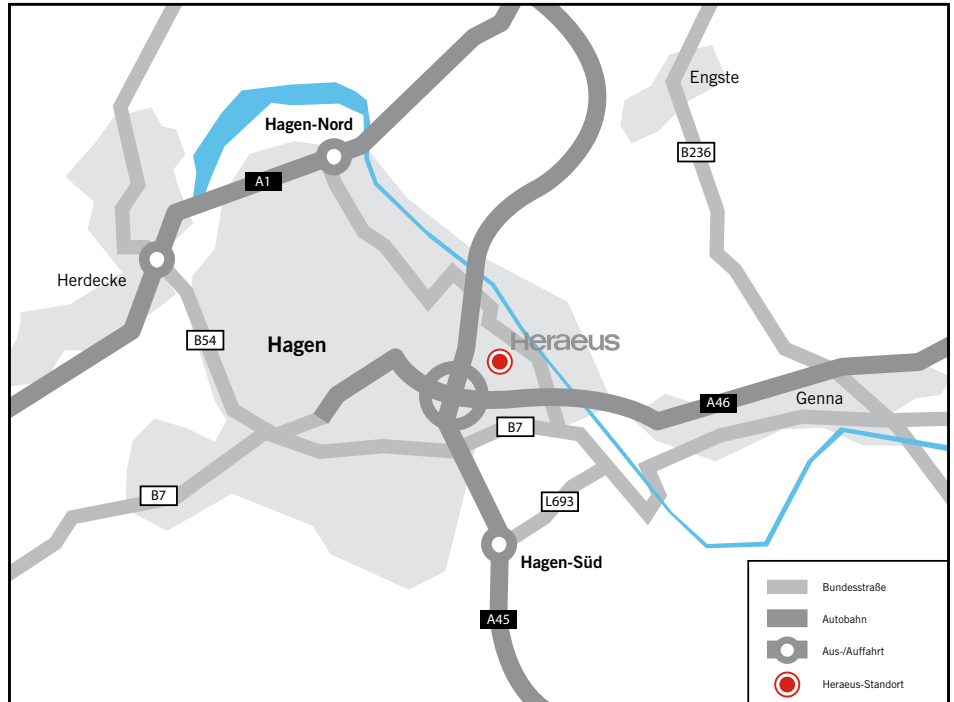 Engste
Hagen-Nord
B236
A1
Herdecke
B54
Hagen
Heraeus
A46
Genna
B7
B7
L693
Hagen-Süd
A45
Bundesstraße
Autobahn
Aus-/Auffahrt
Heraeus-Standort